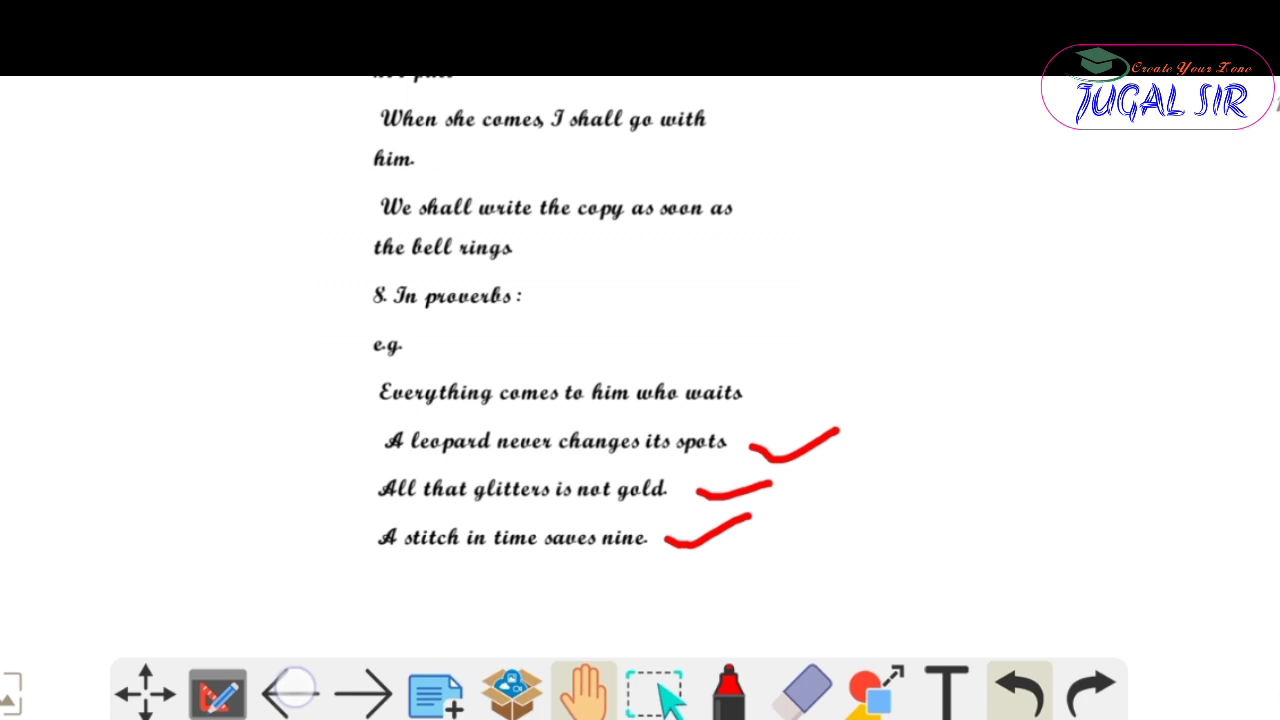 Create Your Zone
JUGAL SIR
When she comes, I shall go with
him.
We shall write the copy as soon as
the bell rings
8. In proverbs :
e.g.
Everything comes to him who waits
A leopard never changes its spots
All that glitters is not gold.
A stitch in time saves nine.